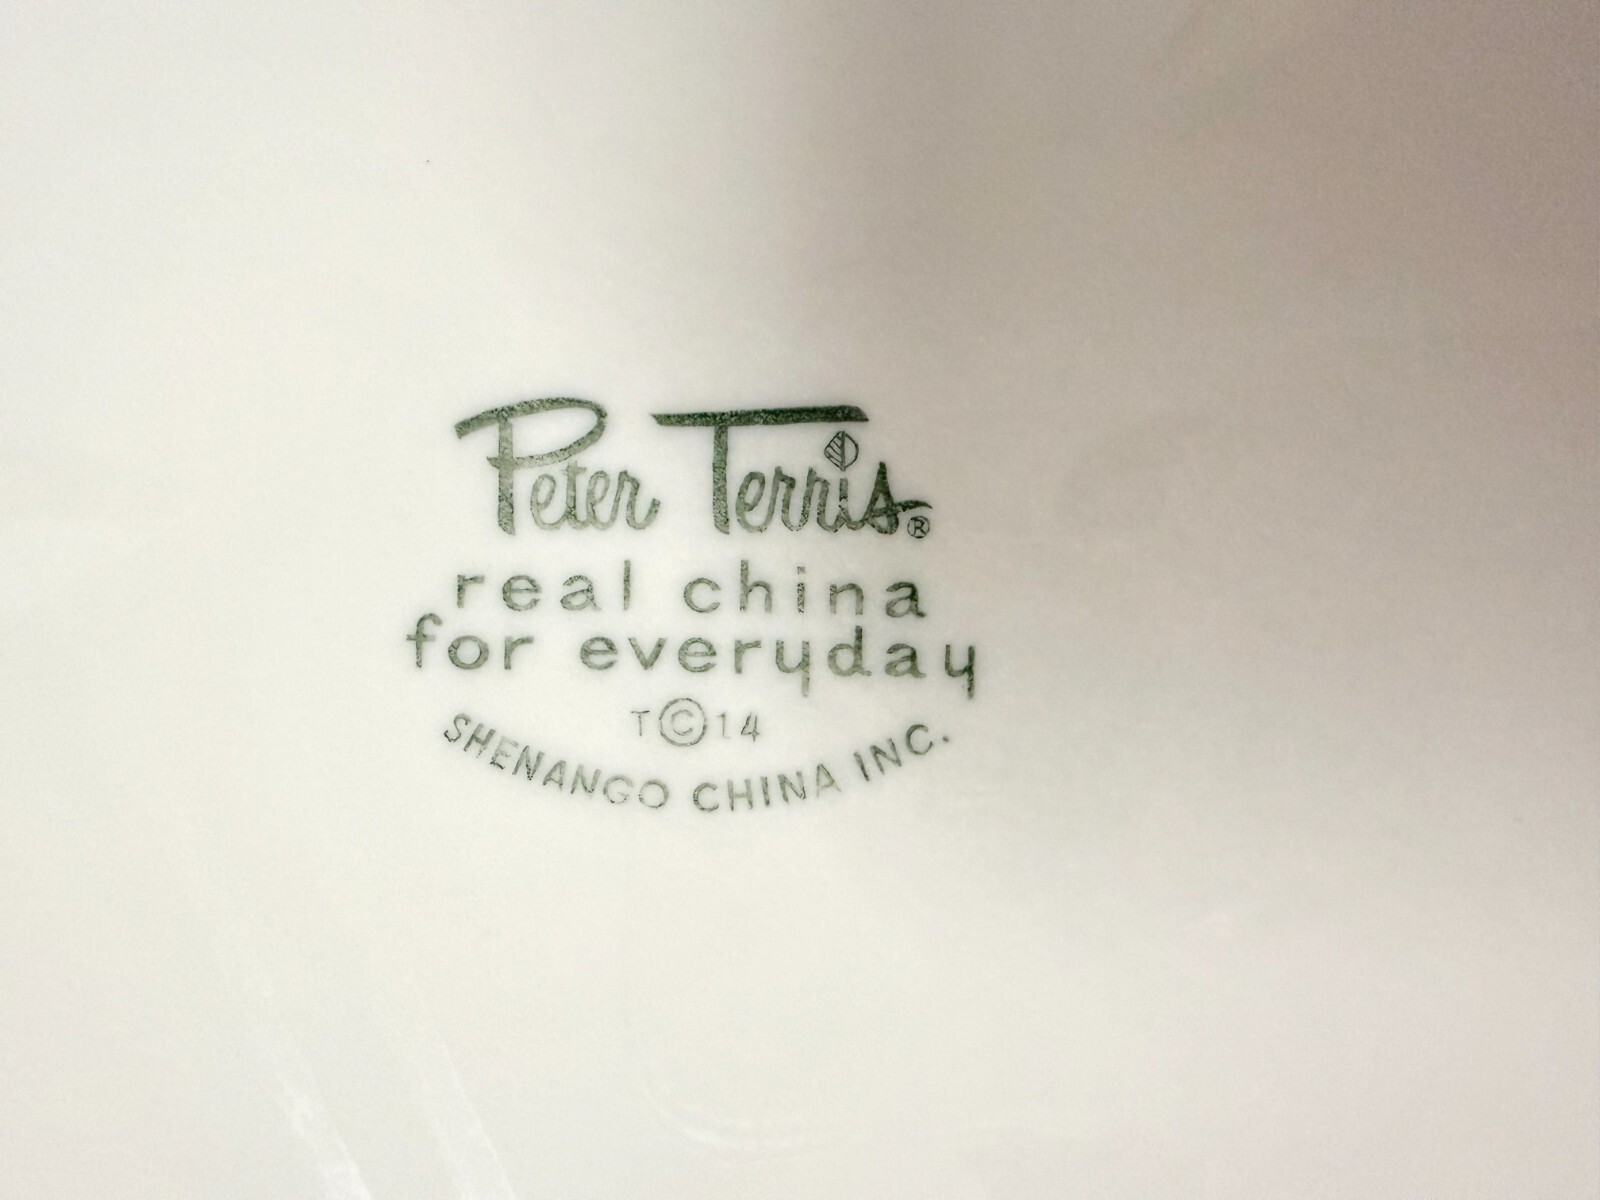 Peter Terris®
real china
for everyday
T©14
SHENANGO CHINA INC.